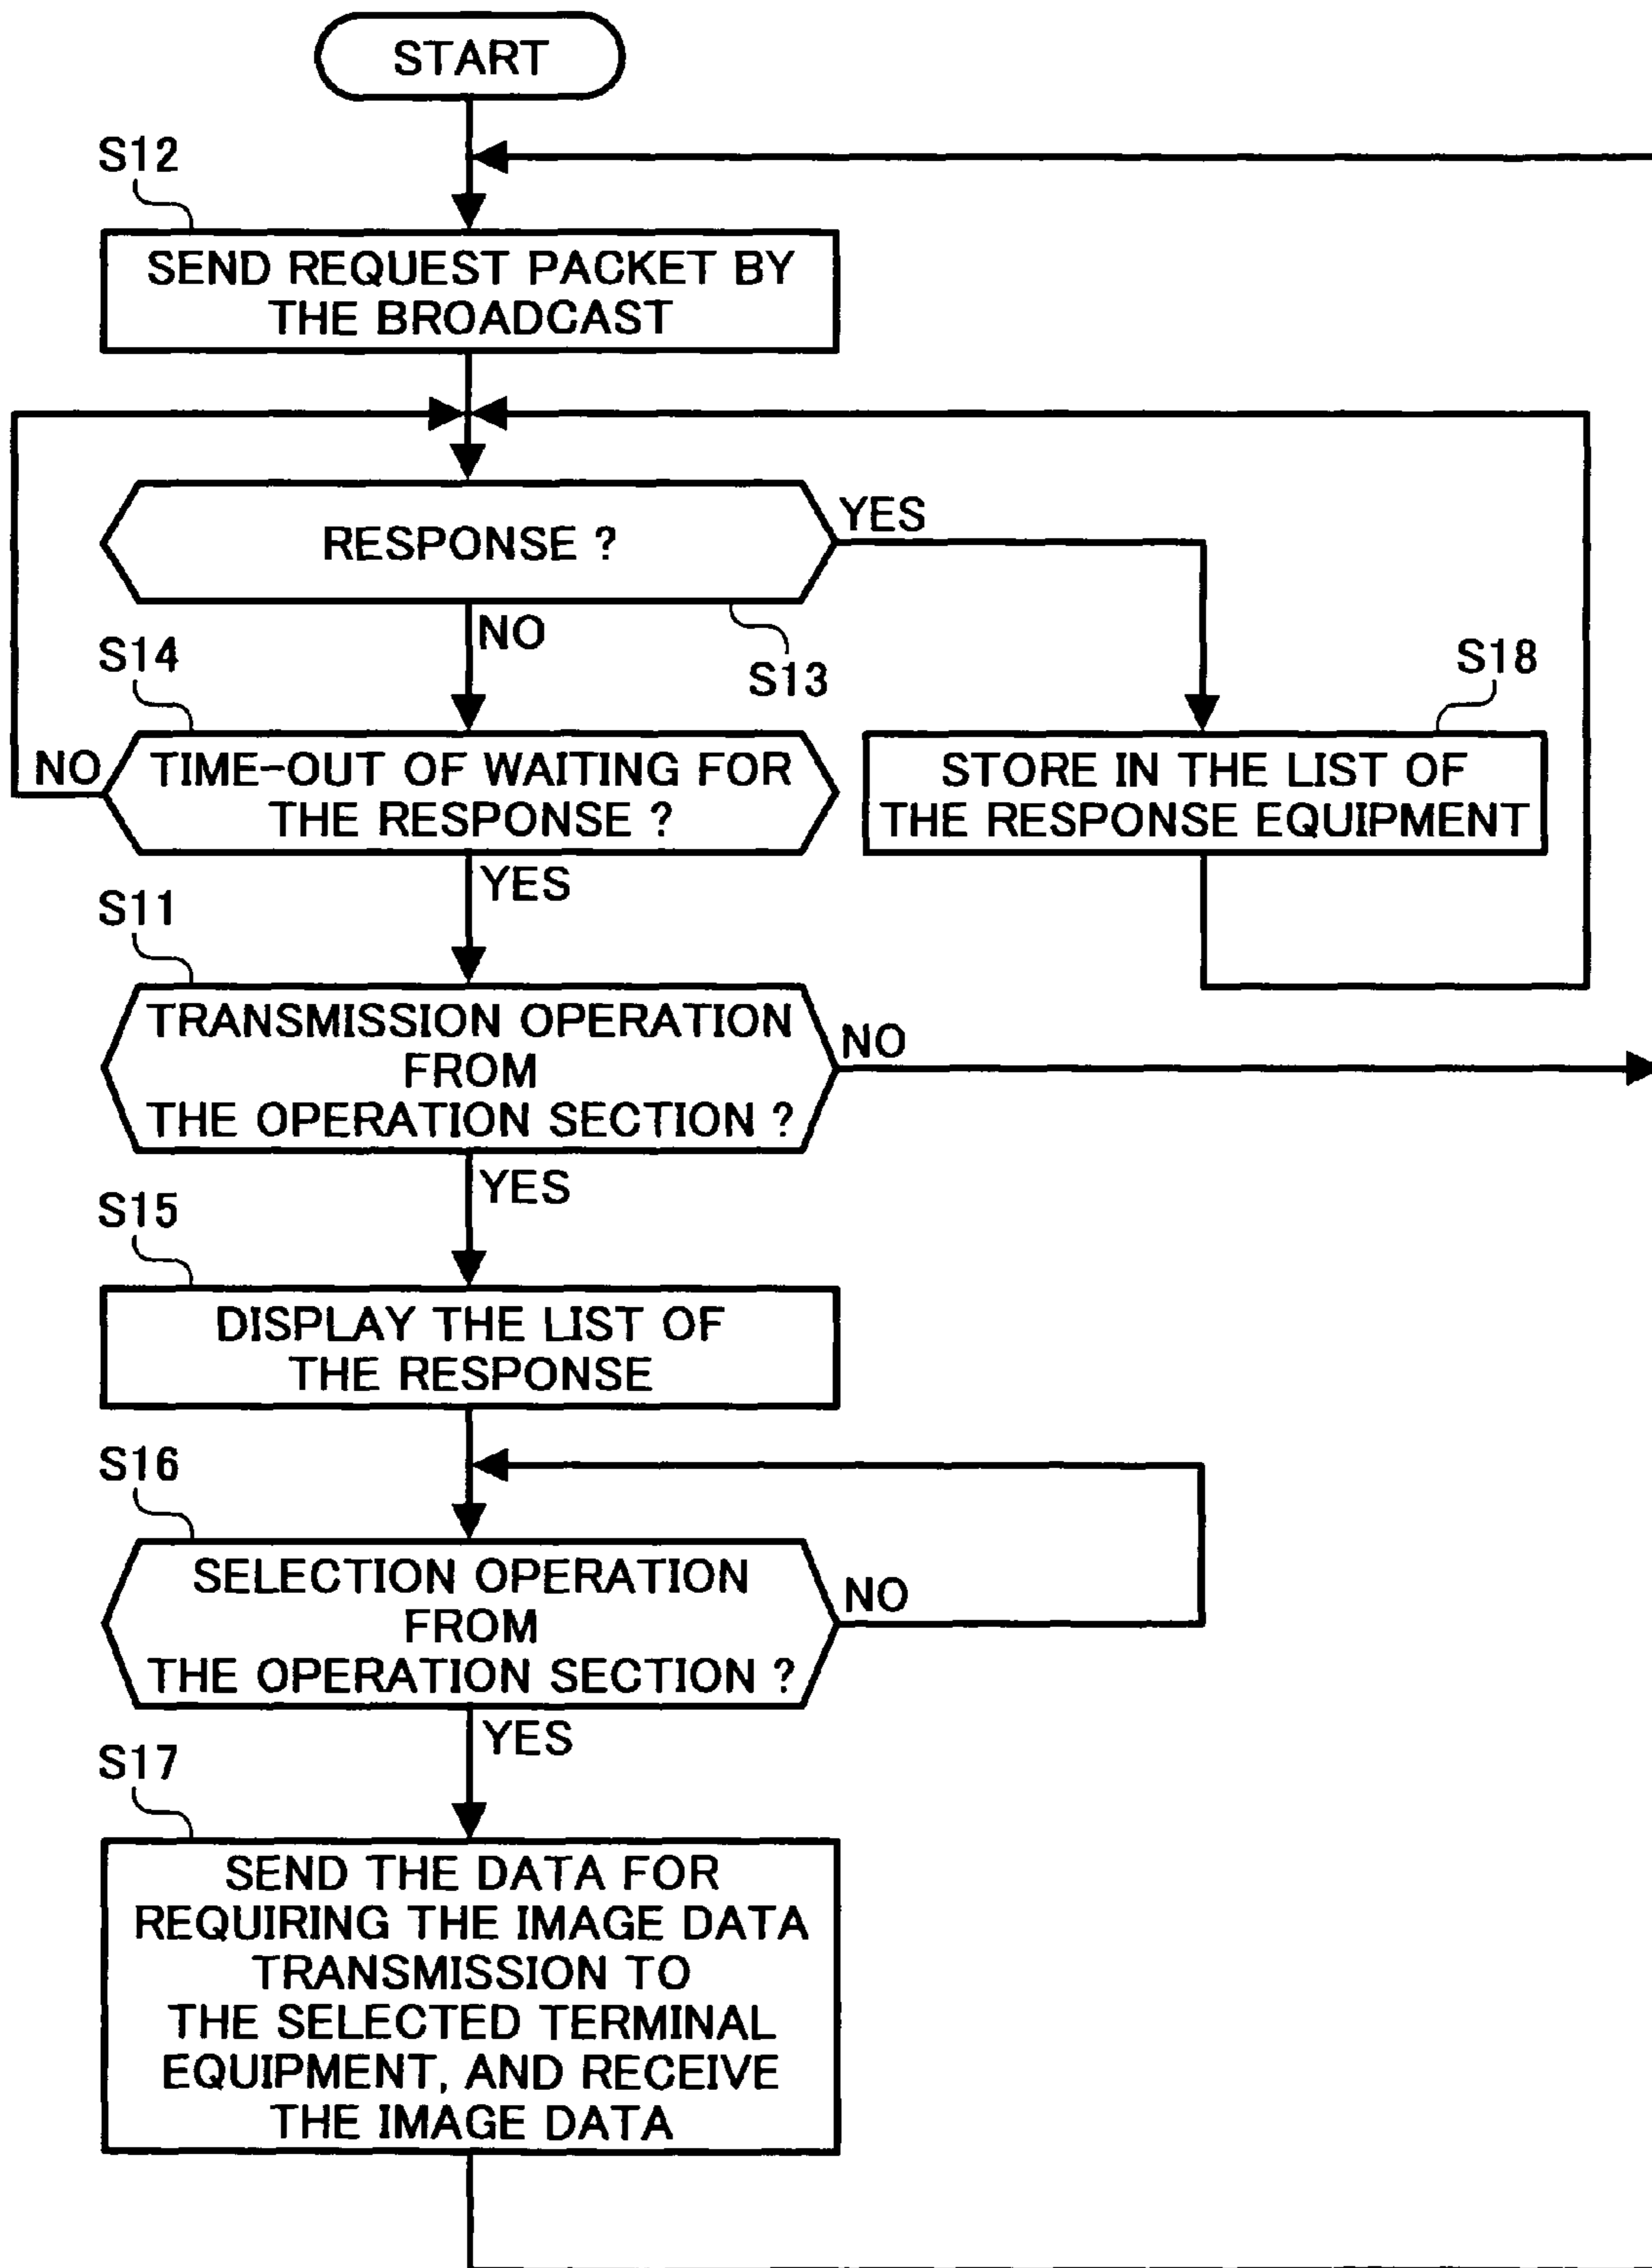 START
S12
SEND REQUEST PACKET BY
THE BROADCAST
RESPONSE ?
YES
NO
S13
S14
S18
NO
TIME-OUT OF WAITING FOR
THE RESPONSE ?
STORE IN THE LIST OF
THE RESPONSE EQUIPMENT
YES
S11
TRANSMISSION OPERATION
FROM
THE OPERATION SECTION ?
NO
YES
S15
DISPLAY THE LIST OF
THE RESPONSE
S16
SELECTION OPERATION
FROM
THE OPERATION SECTION ?
NO
YES
S17
SEND THE DATA FOR
REQUIRING THE IMAGE DATA
TRANSMISSION TO
THE SELECTED TERMINAL
EQUIPMENT, AND RECEIVE
THE IMAGE DATA